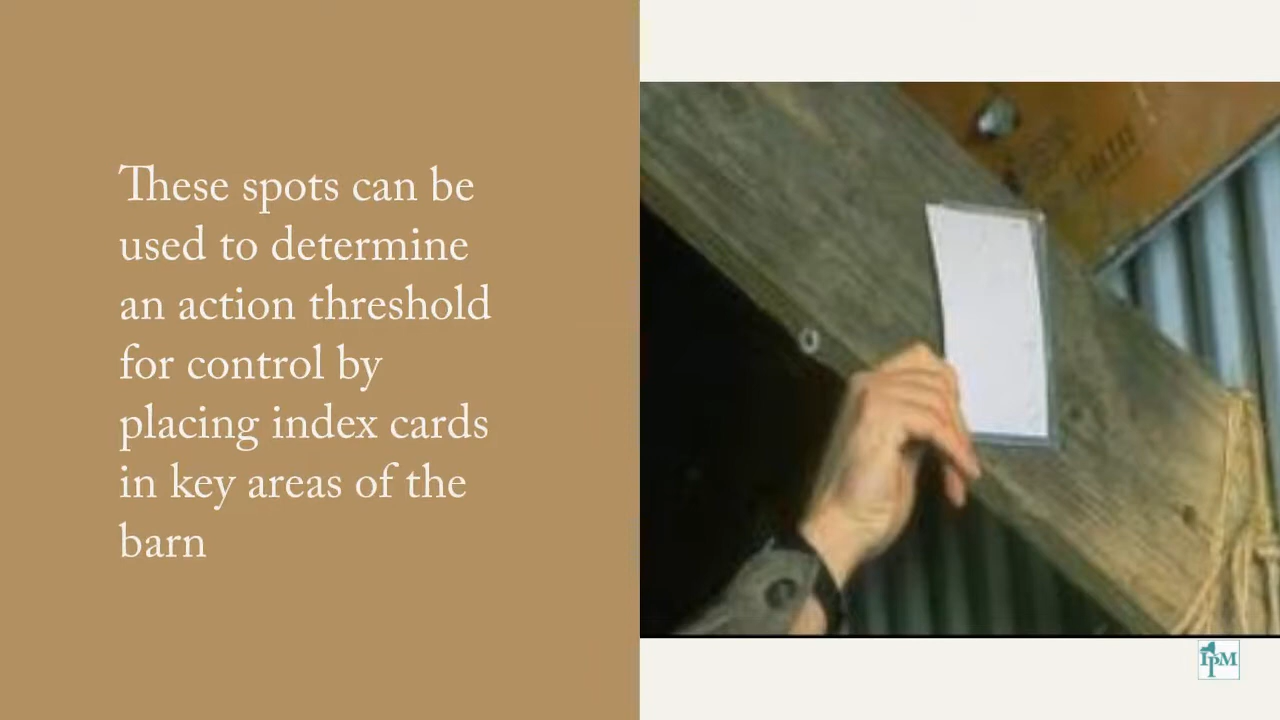 These spots can be
used to determine
an action threshold
for control by
placing index cards
in key areas of the
barn
IPM